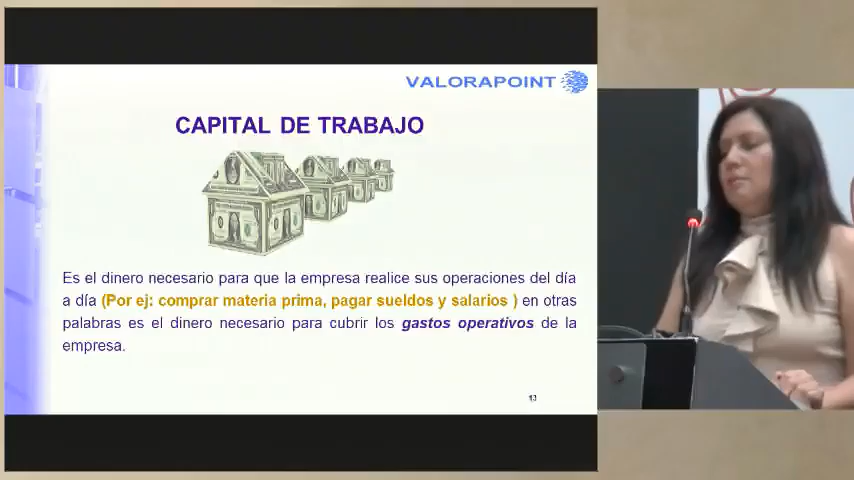 VALORAPOINT
CAPITAL DE TRABAJO
Es el dinero necesario para que la empresa realice sus operaciones del día
a día (Por ej: comprar materia prima, pagar sueldos y salarios ) en otras
palabras es el dinero necesario para cubrir los gastos operativos de la
empresa.
13